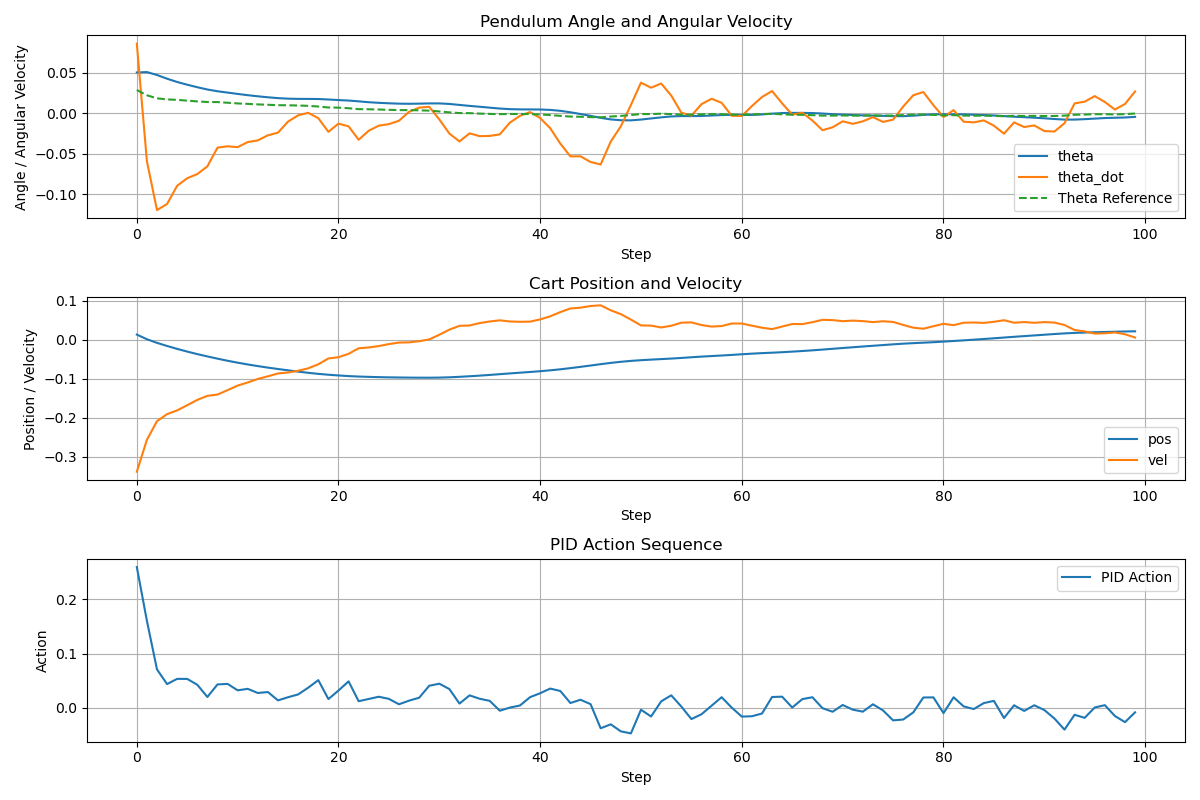 Pendulum Angle and Angular Velocity
Angle / Angular Velocity
0.05
0.00
−0.05
−0.10
theta
theta_dot
Theta Reference
0 20 40 60 80 100
Step
Cart Position and Velocity
Position / Velocity
0.1
0.0
−0.1
−0.2
−0.3
pos
vel
0 20 40 60 80 100
Step
PID Action Sequence
Action
0.2
0.1
0.0
PID Action
0 20 40 60 80 100
Step